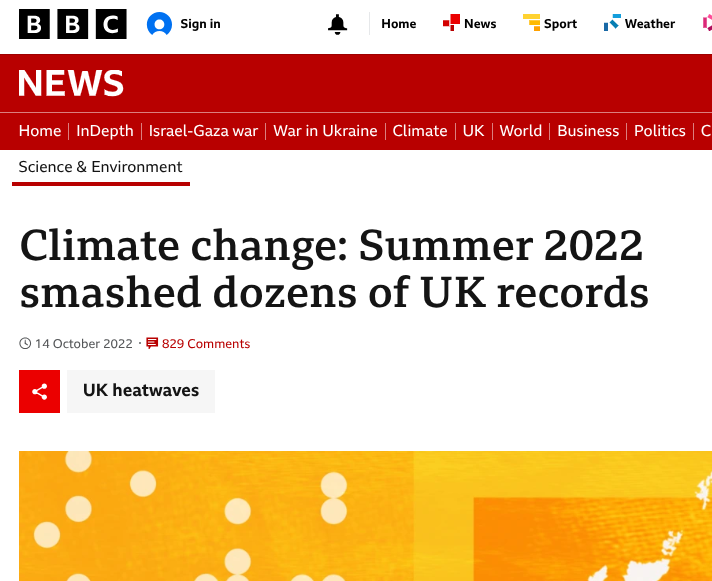 BBC Sign in Home News Sport Weather
NEWS
Home InDepth Israel-Gaza war War in Ukraine Climate UK World Business Politics C
Science & Environment
Climate change: Summer 2022
smashed dozens of UK records
14 October 2022 · 829 Comments
UK heatwaves